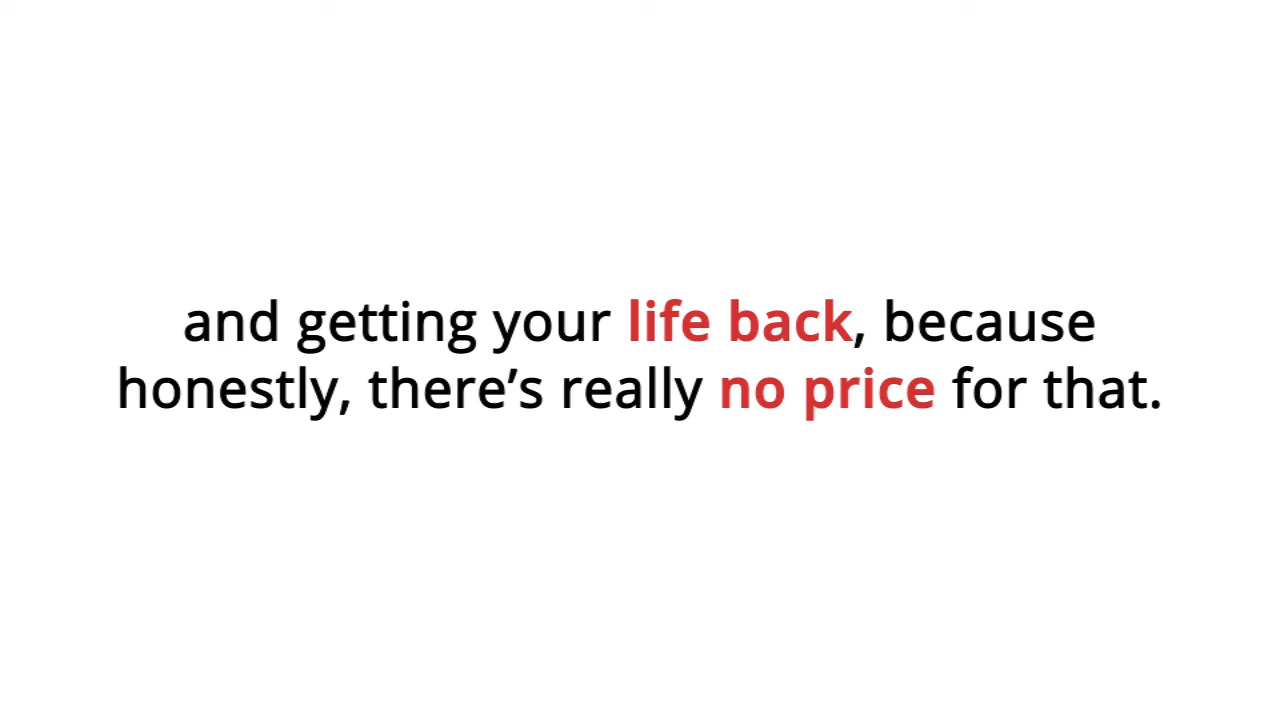 and getting your life back, because
honestly, there’s really no price for that.